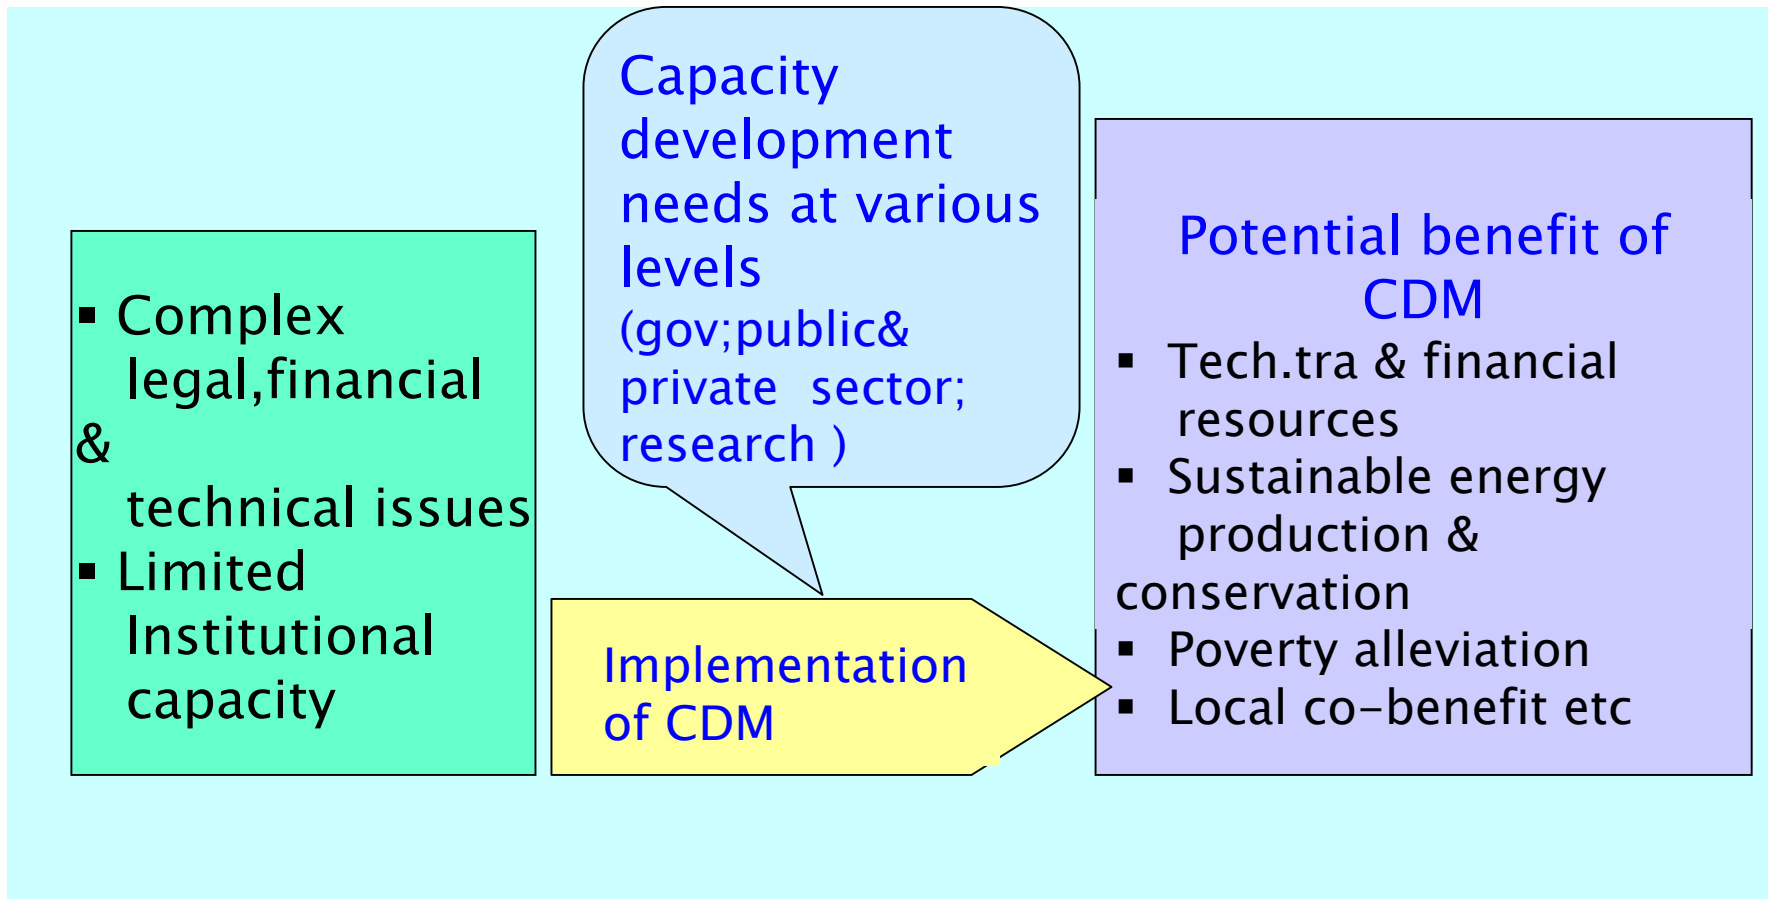 ▪ Complex
legal,financial
&
technical issues
▪ Limited
Institutional
capacity
Capacity
development
needs at various
levels
(gov;public&
private  sector;
research )
Implementation
of CDM
Potential benefit of
CDM
▪ Tech.tra & financial
resources
▪ Sustainable energy
production &
conservation
▪ Poverty alleviation
▪ Local co-benefit etc